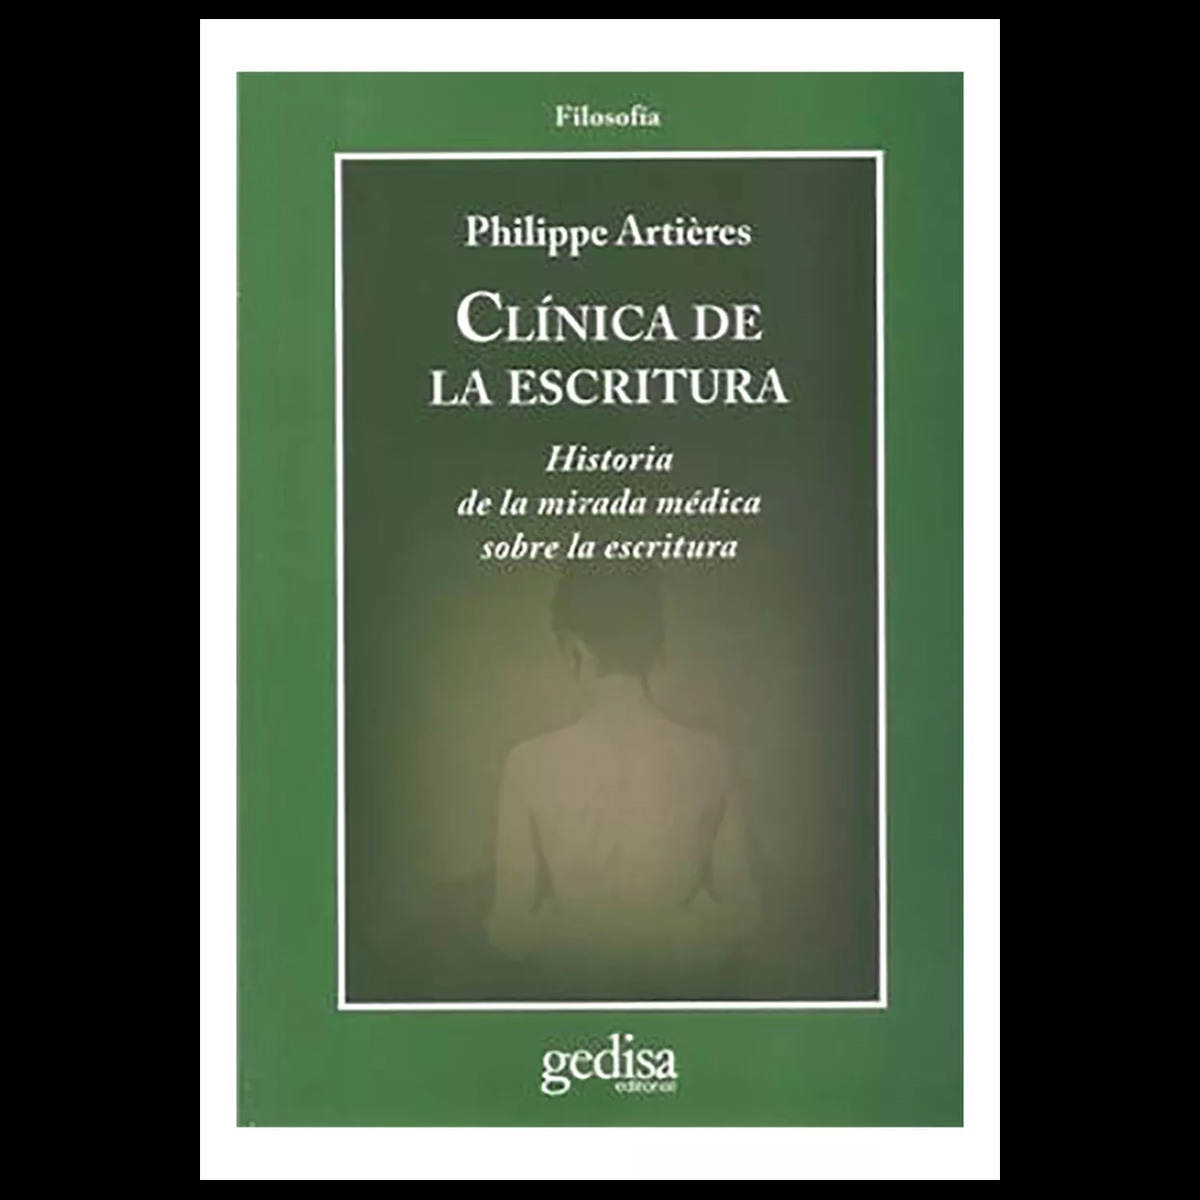 Filosofía
Philippe Artières
CLÍNICA DE
LA ESCRITURA
Historia
de la mirada médica
sobre la escritura
gedisa
editorial